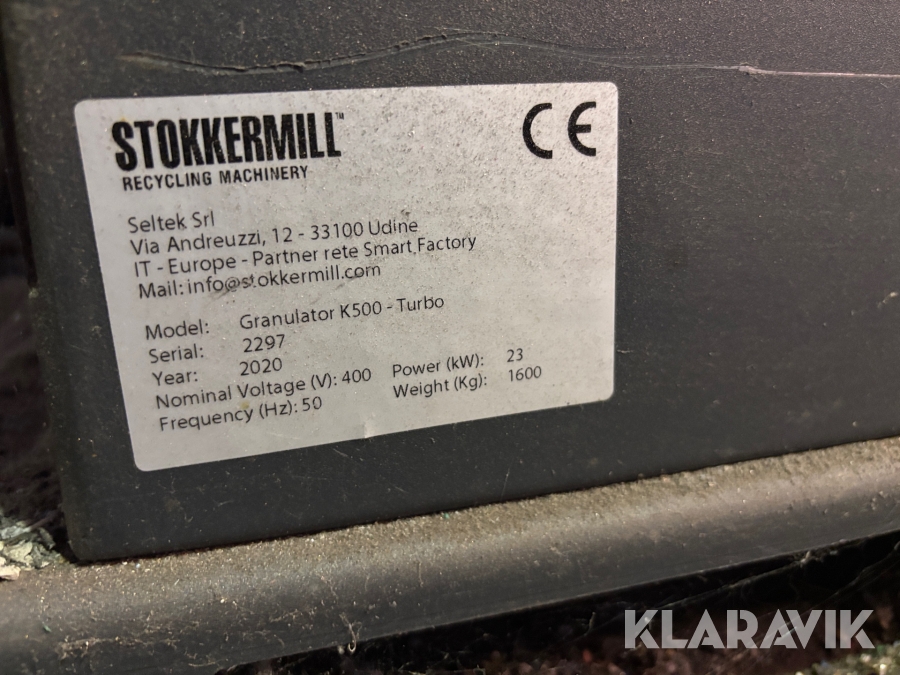 STOKKERMILL™
RECYCLING MACHINERY
CE
Seltek Srl
Via Andreuzzi, 12 - 33100 Udine
IT - Europe - Partner rete Smart Factory
Mail: info@stokkermill.com
Model: Granulator K500 - Turbo
Serial: 2297
Year: 2020
Nominal Voltage (V): 400 Power (kW): 23
Frequency (Hz): 50 Weight (Kg): 1600
KLARAVIK